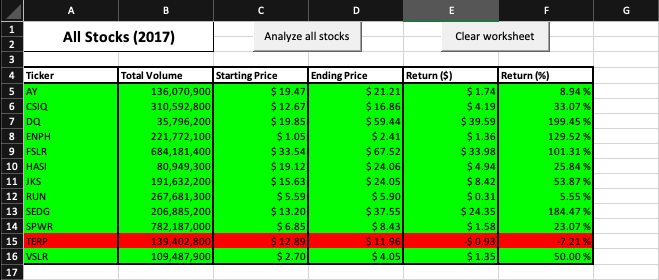 A B C D E F G
1 All Stocks (2017) Analyze all stocks Clear worksheet
2
3
4 Ticker Total Volume Starting Price Ending Price Return ($) Return (%)
5 AY 136,070,900 $ 19.47 $ 21.21 $ 1.74 8.94 %
6 CSIQ 310,592,800 $ 12.67 $ 16.86 $ 4.19 33.07 %
7 DQ 35,796,200 $ 19.85 $ 59.44 $ 39.59 199.45 %
8 ENPH 221,772,100 $ 1.05 $ 2.41 $ 1.36 129.52 %
9 FSLR 684,181,400 $ 33.54 $ 67.52 $ 33.98 101.31 %
10 HASI 80,949,300 $ 19.12 $ 24.06 $ 4.94 25.84 %
11 JKS 191,632,200 $ 15.63 $ 24.05 $ 8.42 53.87 %
12 RUN 267,681,300 $ 5.59 $ 5.90 $ 0.31 5.55 %
13 SEDG 206,885,200 $ 13.20 $ 37.55 $ 24.35 184.47 %
14 SPWR 782,187,000 $ 6.85 $ 8.43 $ 1.58 23.07 %
15 TERP 139,402,800 $ 12.89 $ 11.96 -$ 0.93 -7.21 %
16 VSLR 109,487,900 $ 2.70 $ 4.05 $ 1.35 50.00 %
17